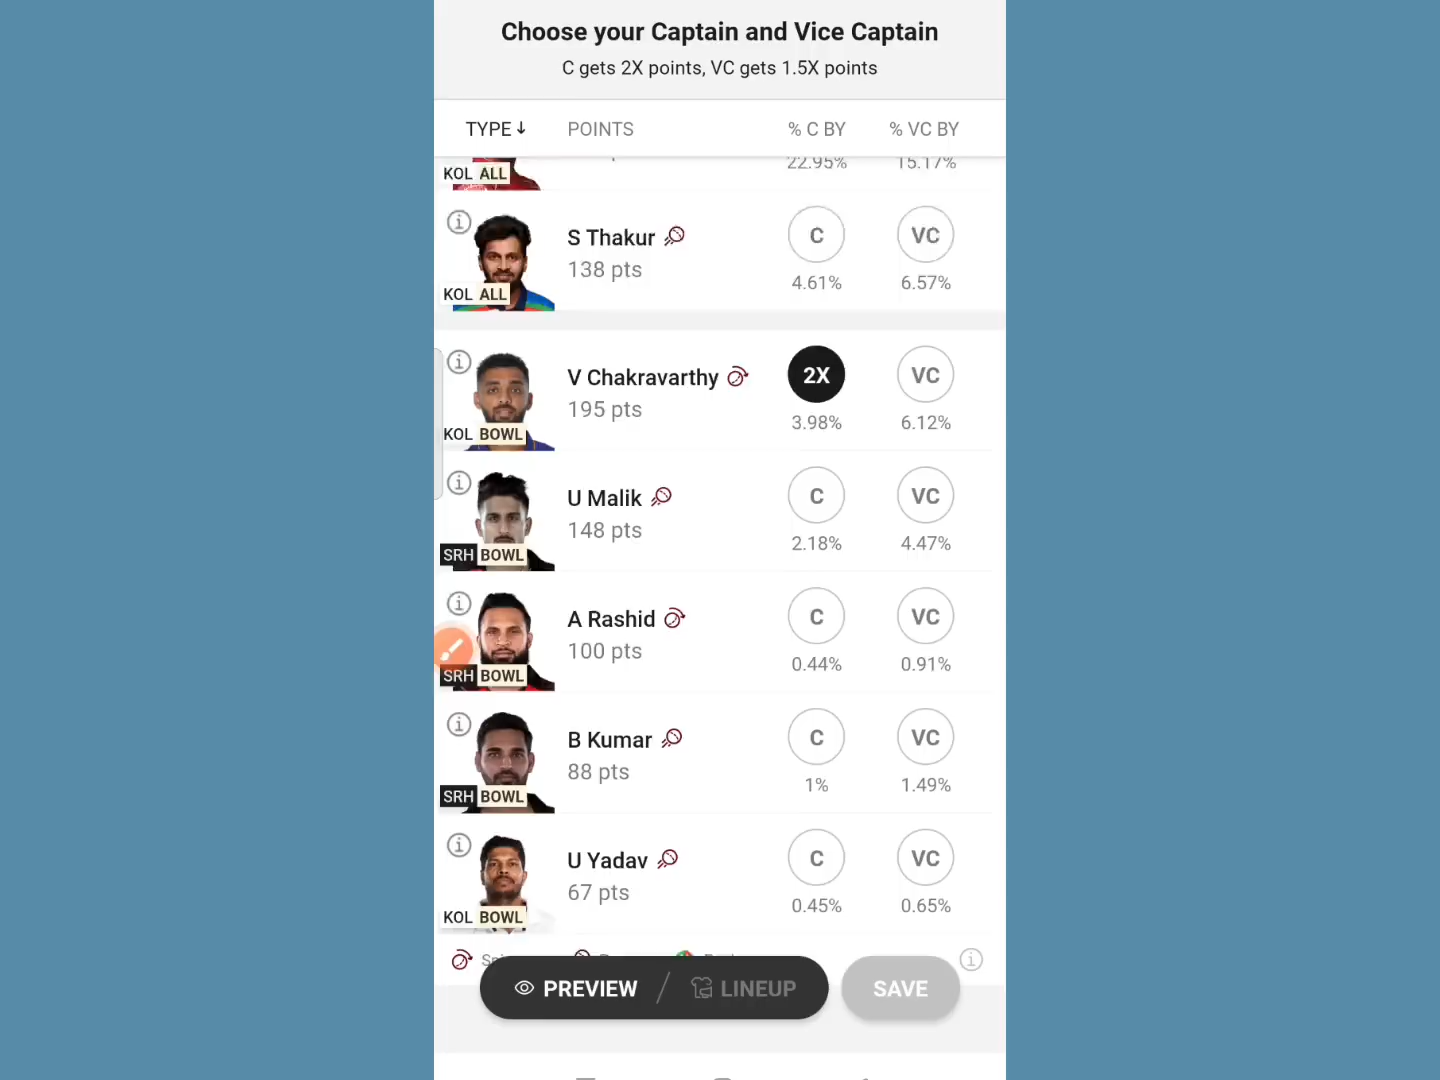 Choose your Captain and Vice Captain
C gets 2X points, VC gets 1.5X points
TYPE↓ POINTS % C BY % VC BY
22.95% 15.17%
KOL ALL
S Thakur C VC
138 pts
4.61% 6.57%
KOL ALL
V Chakravarthy 2X VC
195 pts
3.98% 6.12%
KOL BOWL
U Malik C VC
148 pts
2.18% 4.47%
SRH BOWL
A Rashid C VC
100 pts
0.44% 0.91%
SRH BOWL
B Kumar C VC
88 pts
1% 1.49%
SRH BOWL
U Yadav C VC
67 pts
0.45% 0.65%
KOL BOWL
PREVIEW / LINEUP SAVE